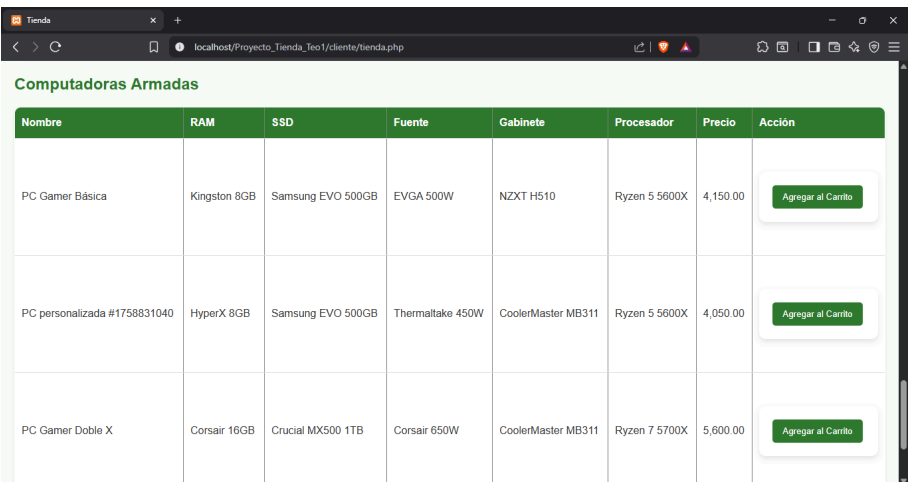 Tienda
localhost/Proyecto_Tienda_Teo1/cliente/tienda.php
Computadoras Armadas
Nombre RAM SSD Fuente Gabinete Procesador Precio Acción
PC Gamer Básica Kingston 8GB Samsung EVO 500GB EVGA 500W NZXT H510 Ryzen 5 5600X 4,150.00 Agregar al Carrito
PC personalizada #1758831040 HyperX 8GB Samsung EVO 500GB Thermaltake 450W CoolerMaster MB311 Ryzen 5 5600X 4,050.00 Agregar al Carrito
PC Gamer Doble X Corsair 16GB Crucial MX500 1TB Corsair 650W CoolerMaster MB311 Ryzen 7 5700X 5,600.00 Agregar al Carrito